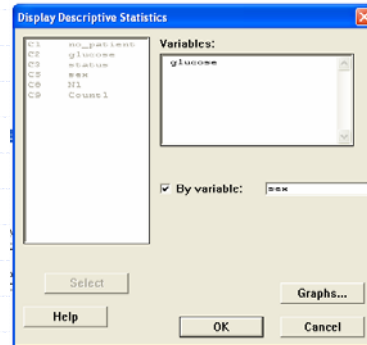 Display Descriptive Statistics
C1 no_patient
C2 glucose
C3 status
C5 sex
C8 N1
C9 Count1
Variables:
glucose
By variable: sex
Select
Graphs...
Help
OK
Cancel